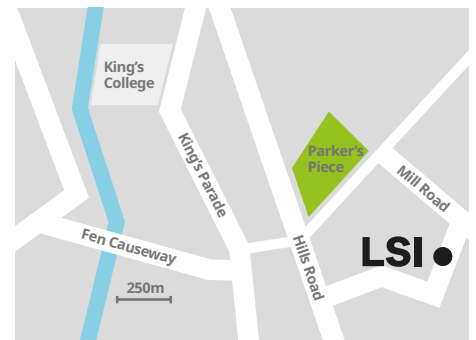 King's
College
King's Parade
Parker's
Piece
Mill Road
Fen Causeway
Hills Road
LSI
250m